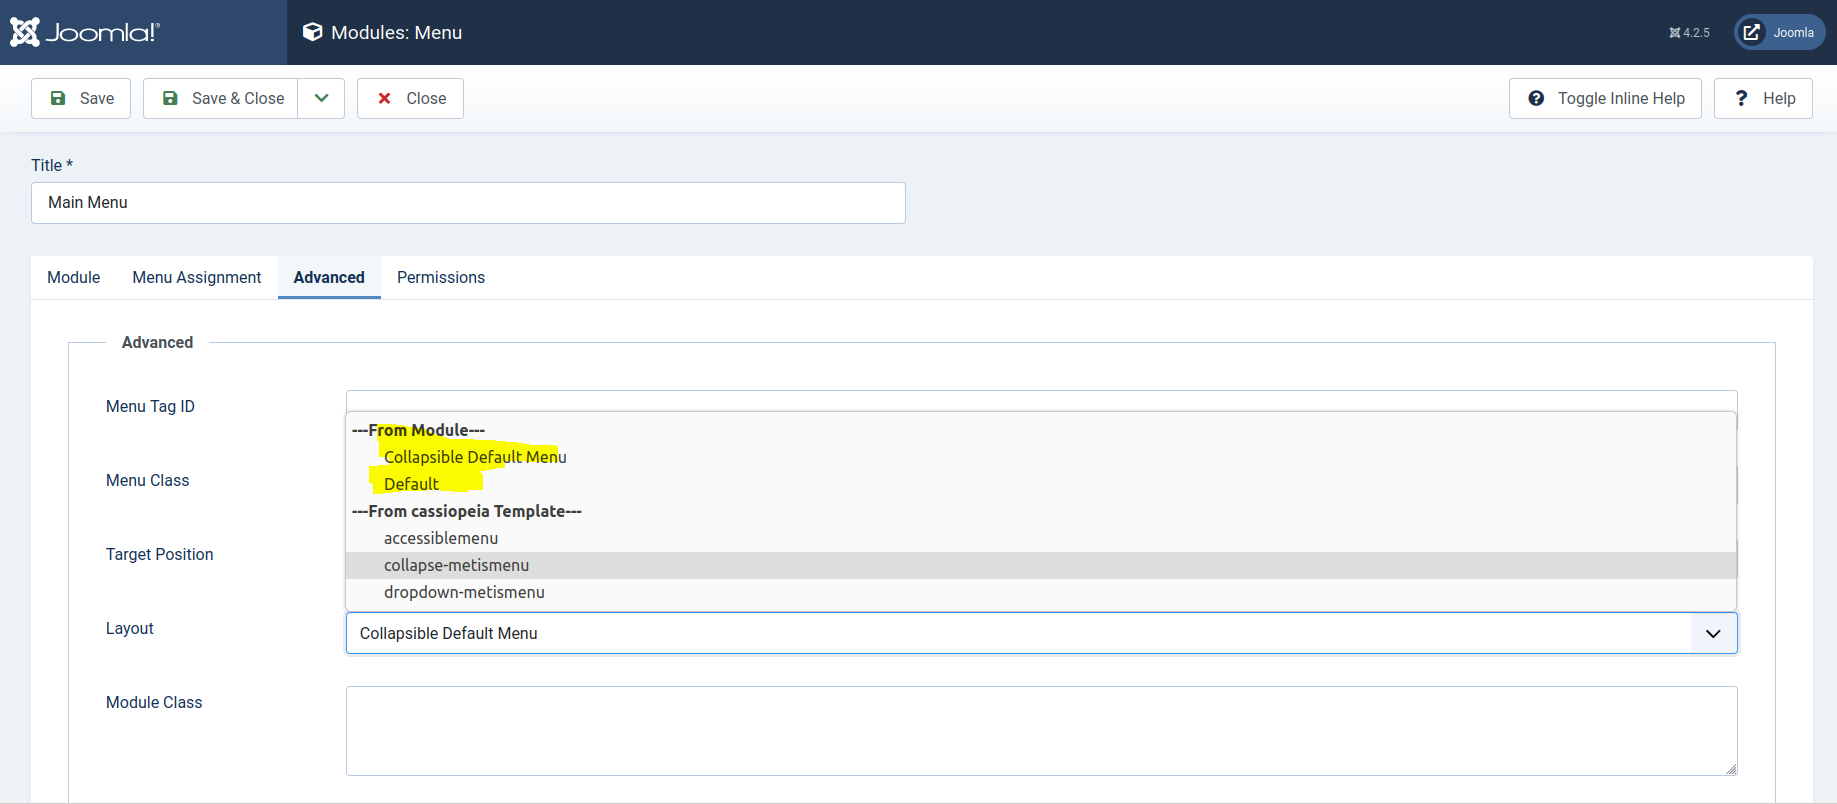 Joomla!®
Modules: Menu
4.2.5
Joomla
Save
Save & Close
Close
Toggle Inline Help
? Help
Title *
Main Menu
Module
Menu Assignment
Advanced
Permissions
Advanced
Menu Tag ID
---From Module---
Collapsible Default Menu
Menu Class
Default
---From cassiopeia Template---
accessiblemenu
Target Position
collapse-metismenu
dropdown-metismenu
Layout
Collapsible Default Menu
Module Class